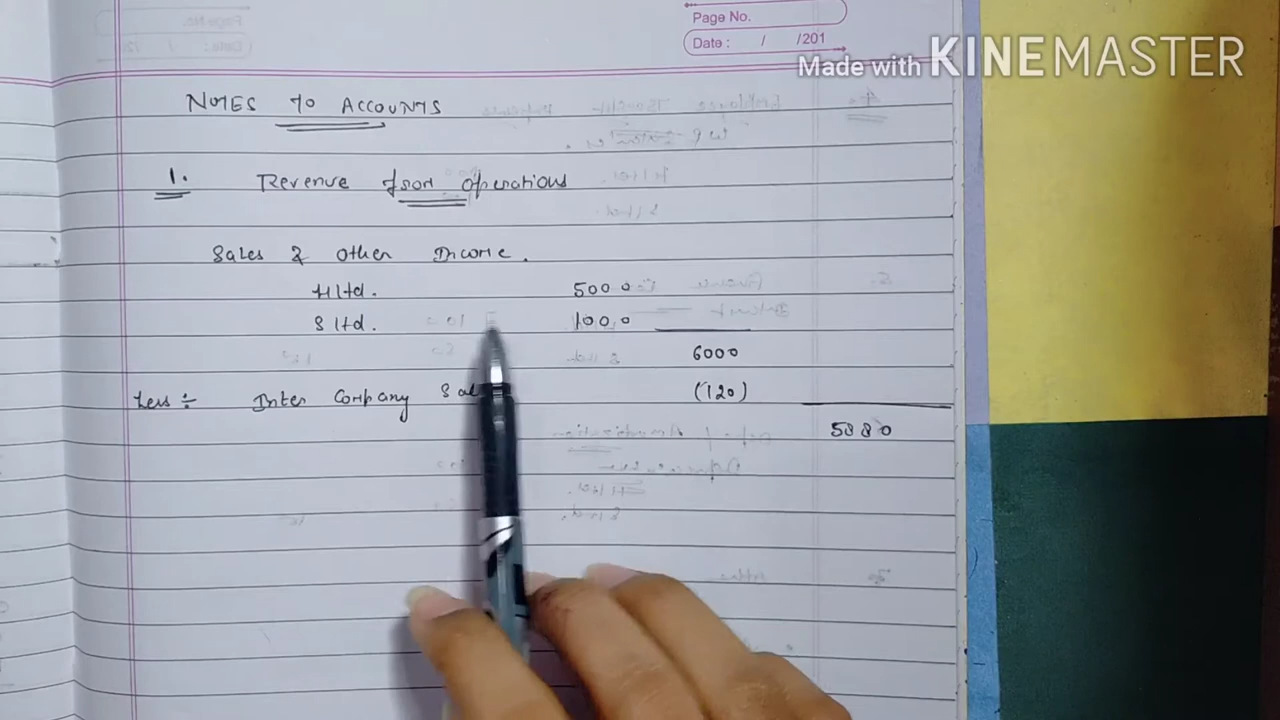 Page No.
Date : / /201
Made with KINEMASTER
NOTES TO ACCOUNTS
1. Revenue from Operations
Sales & Other Income.
H ltd. 5000
S ltd. 1000
6000
Less ÷ Inter Company (120)
5880